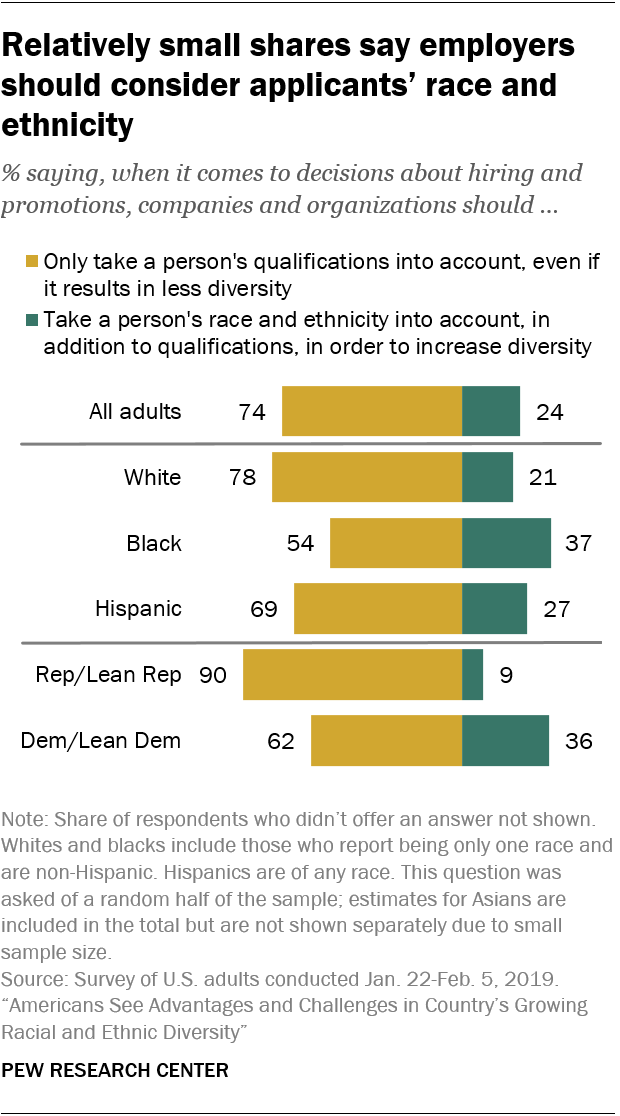 Relatively small shares say employers
should consider applicants’ race and
ethnicity
% saying, when it comes to decisions about hiring and
promotions, companies and organizations should ...
Only take a person's qualifications into account, even if
it results in less diversity
Take a person's race and ethnicity into account, in
addition to qualifications, in order to increase diversity
All adults 74 24
White 78 21
Black 54 37
Hispanic 69 27
Rep/Lean Rep 90 9
Dem/Lean Dem 62 36
Note: Share of respondents who didn’t offer an answer not shown.
Whites and blacks include those who report being only one race and
are non-Hispanic. Hispanics are of any race. This question was
asked of a random half of the sample; estimates for Asians are
included in the total but are not shown separately due to small
sample size.
Source: Survey of U.S. adults conducted Jan. 22-Feb. 5, 2019.
“Americans See Advantages and Challenges in Country’s Growing
Racial and Ethnic Diversity”
PEW RESEARCH CENTER